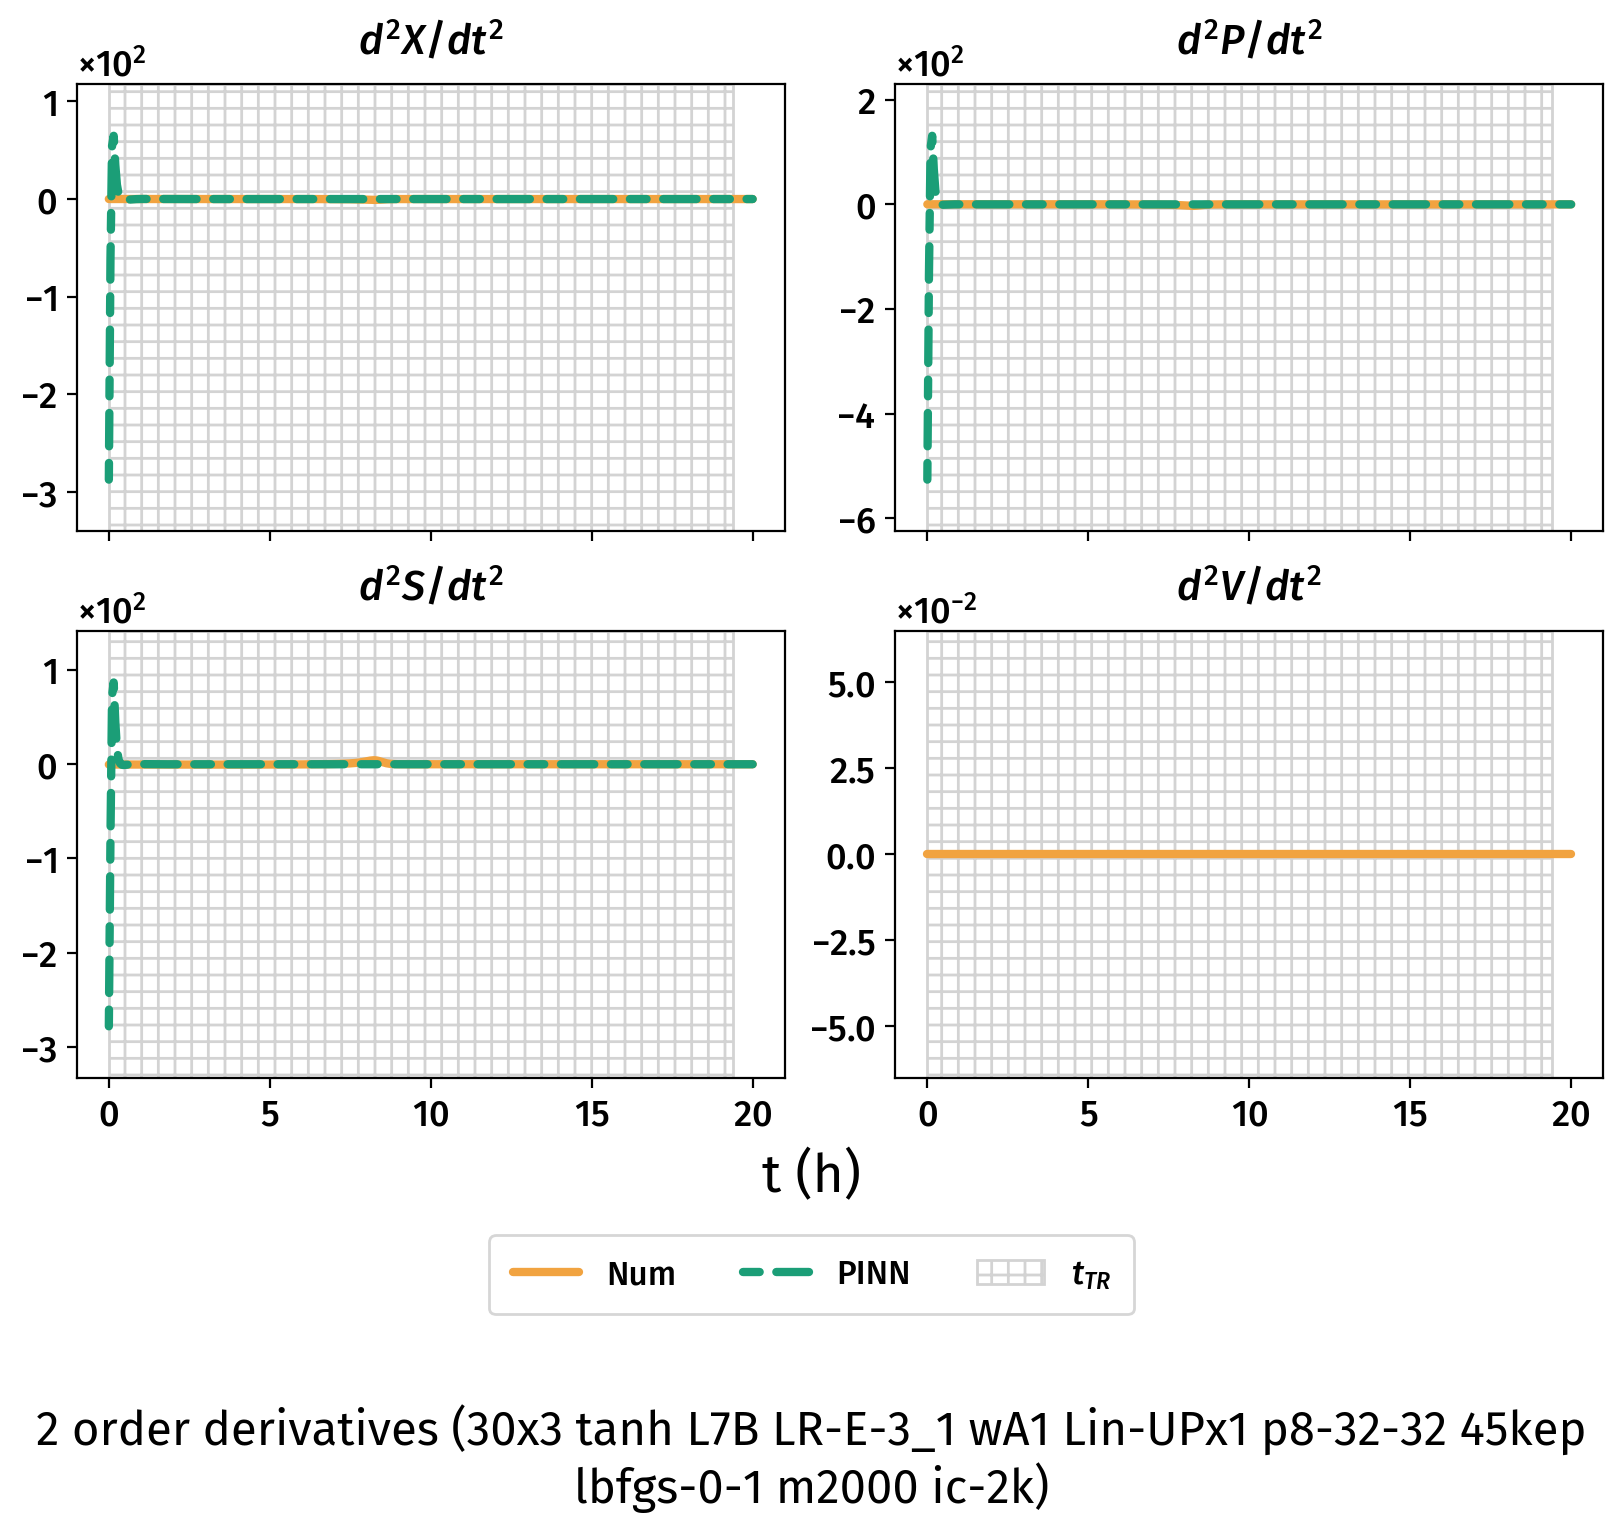 d²X/dt²
×10²
1
0
−1
−2
−3
d²P/dt²
×10²
2
0
−2
−4
−6
d²S/dt²
×10²
1
0
−1
−2
−3
0 5 10 15 20
d²V/dt²
×10⁻²
5.0
2.5
0.0
−2.5
−5.0
0 5 10 15 20
t (h)
Num PINN t_TR
2 order derivatives (30x3 tanh L7B LR-E-3_1 wA1 Lin-UPx1 p8-32-32 45kep
lbfgs-0-1 m2000 ic-2k)